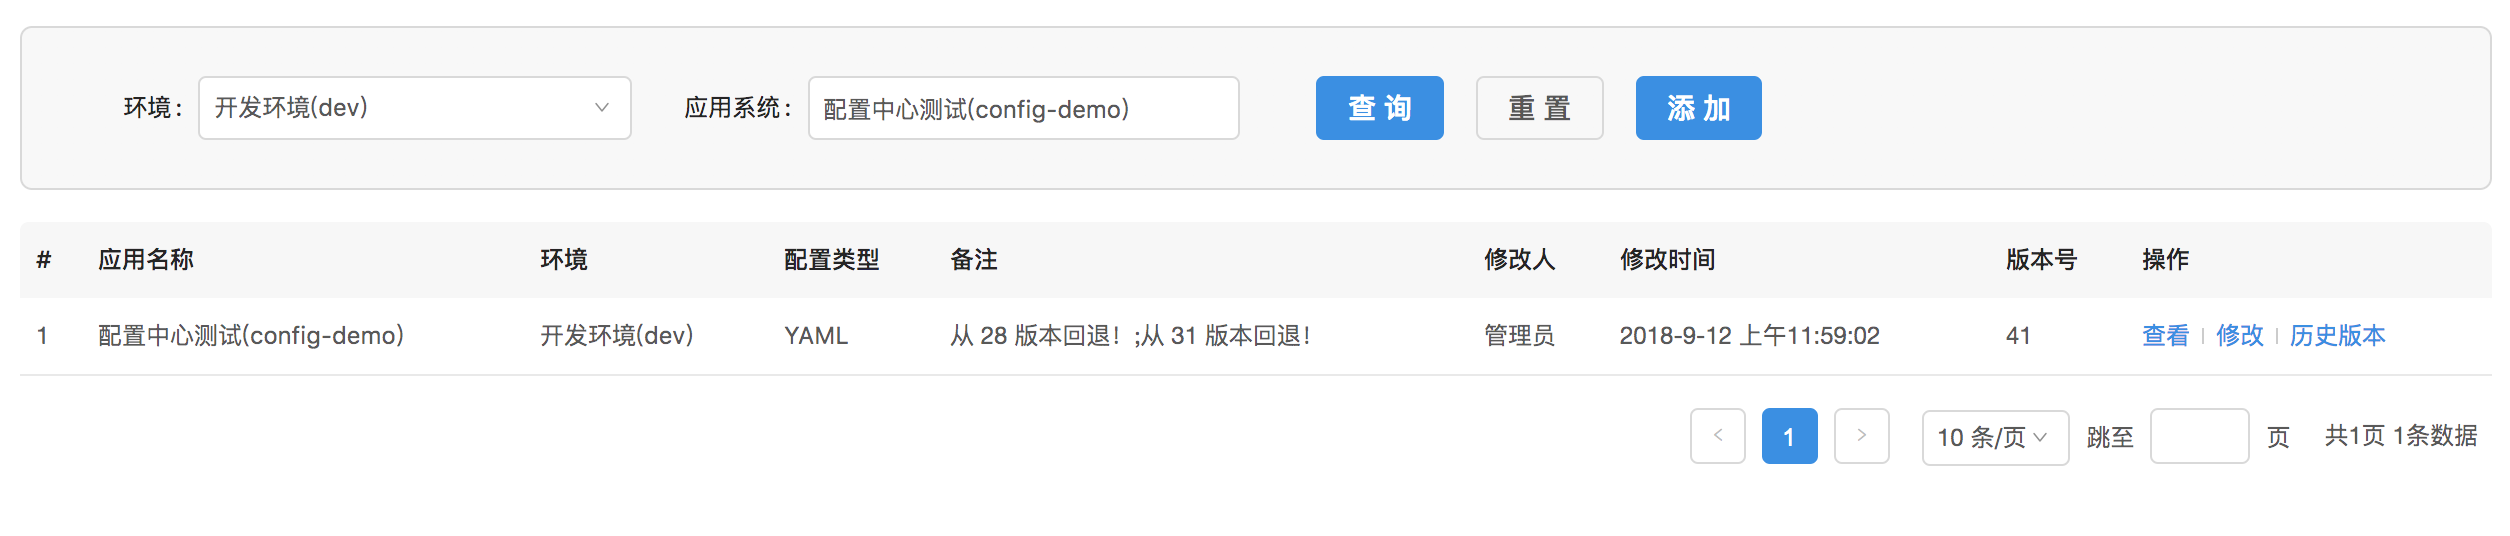 环境： 开发环境(dev) 应用系统： 配置中心测试(config-demo) 查 询 重 置 添 加
# 应用名称 环境 配置类型 备注 修改人 修改时间 版本号 操作
1 配置中心测试(config-demo) 开发环境(dev) YAML 从 28 版本回退！;从 31 版本回退！ 管理员 2018-9-12 上午11:59:02 41 查看 修改 历史版本
1 10 条/页 跳至 页 共1页 1条数据